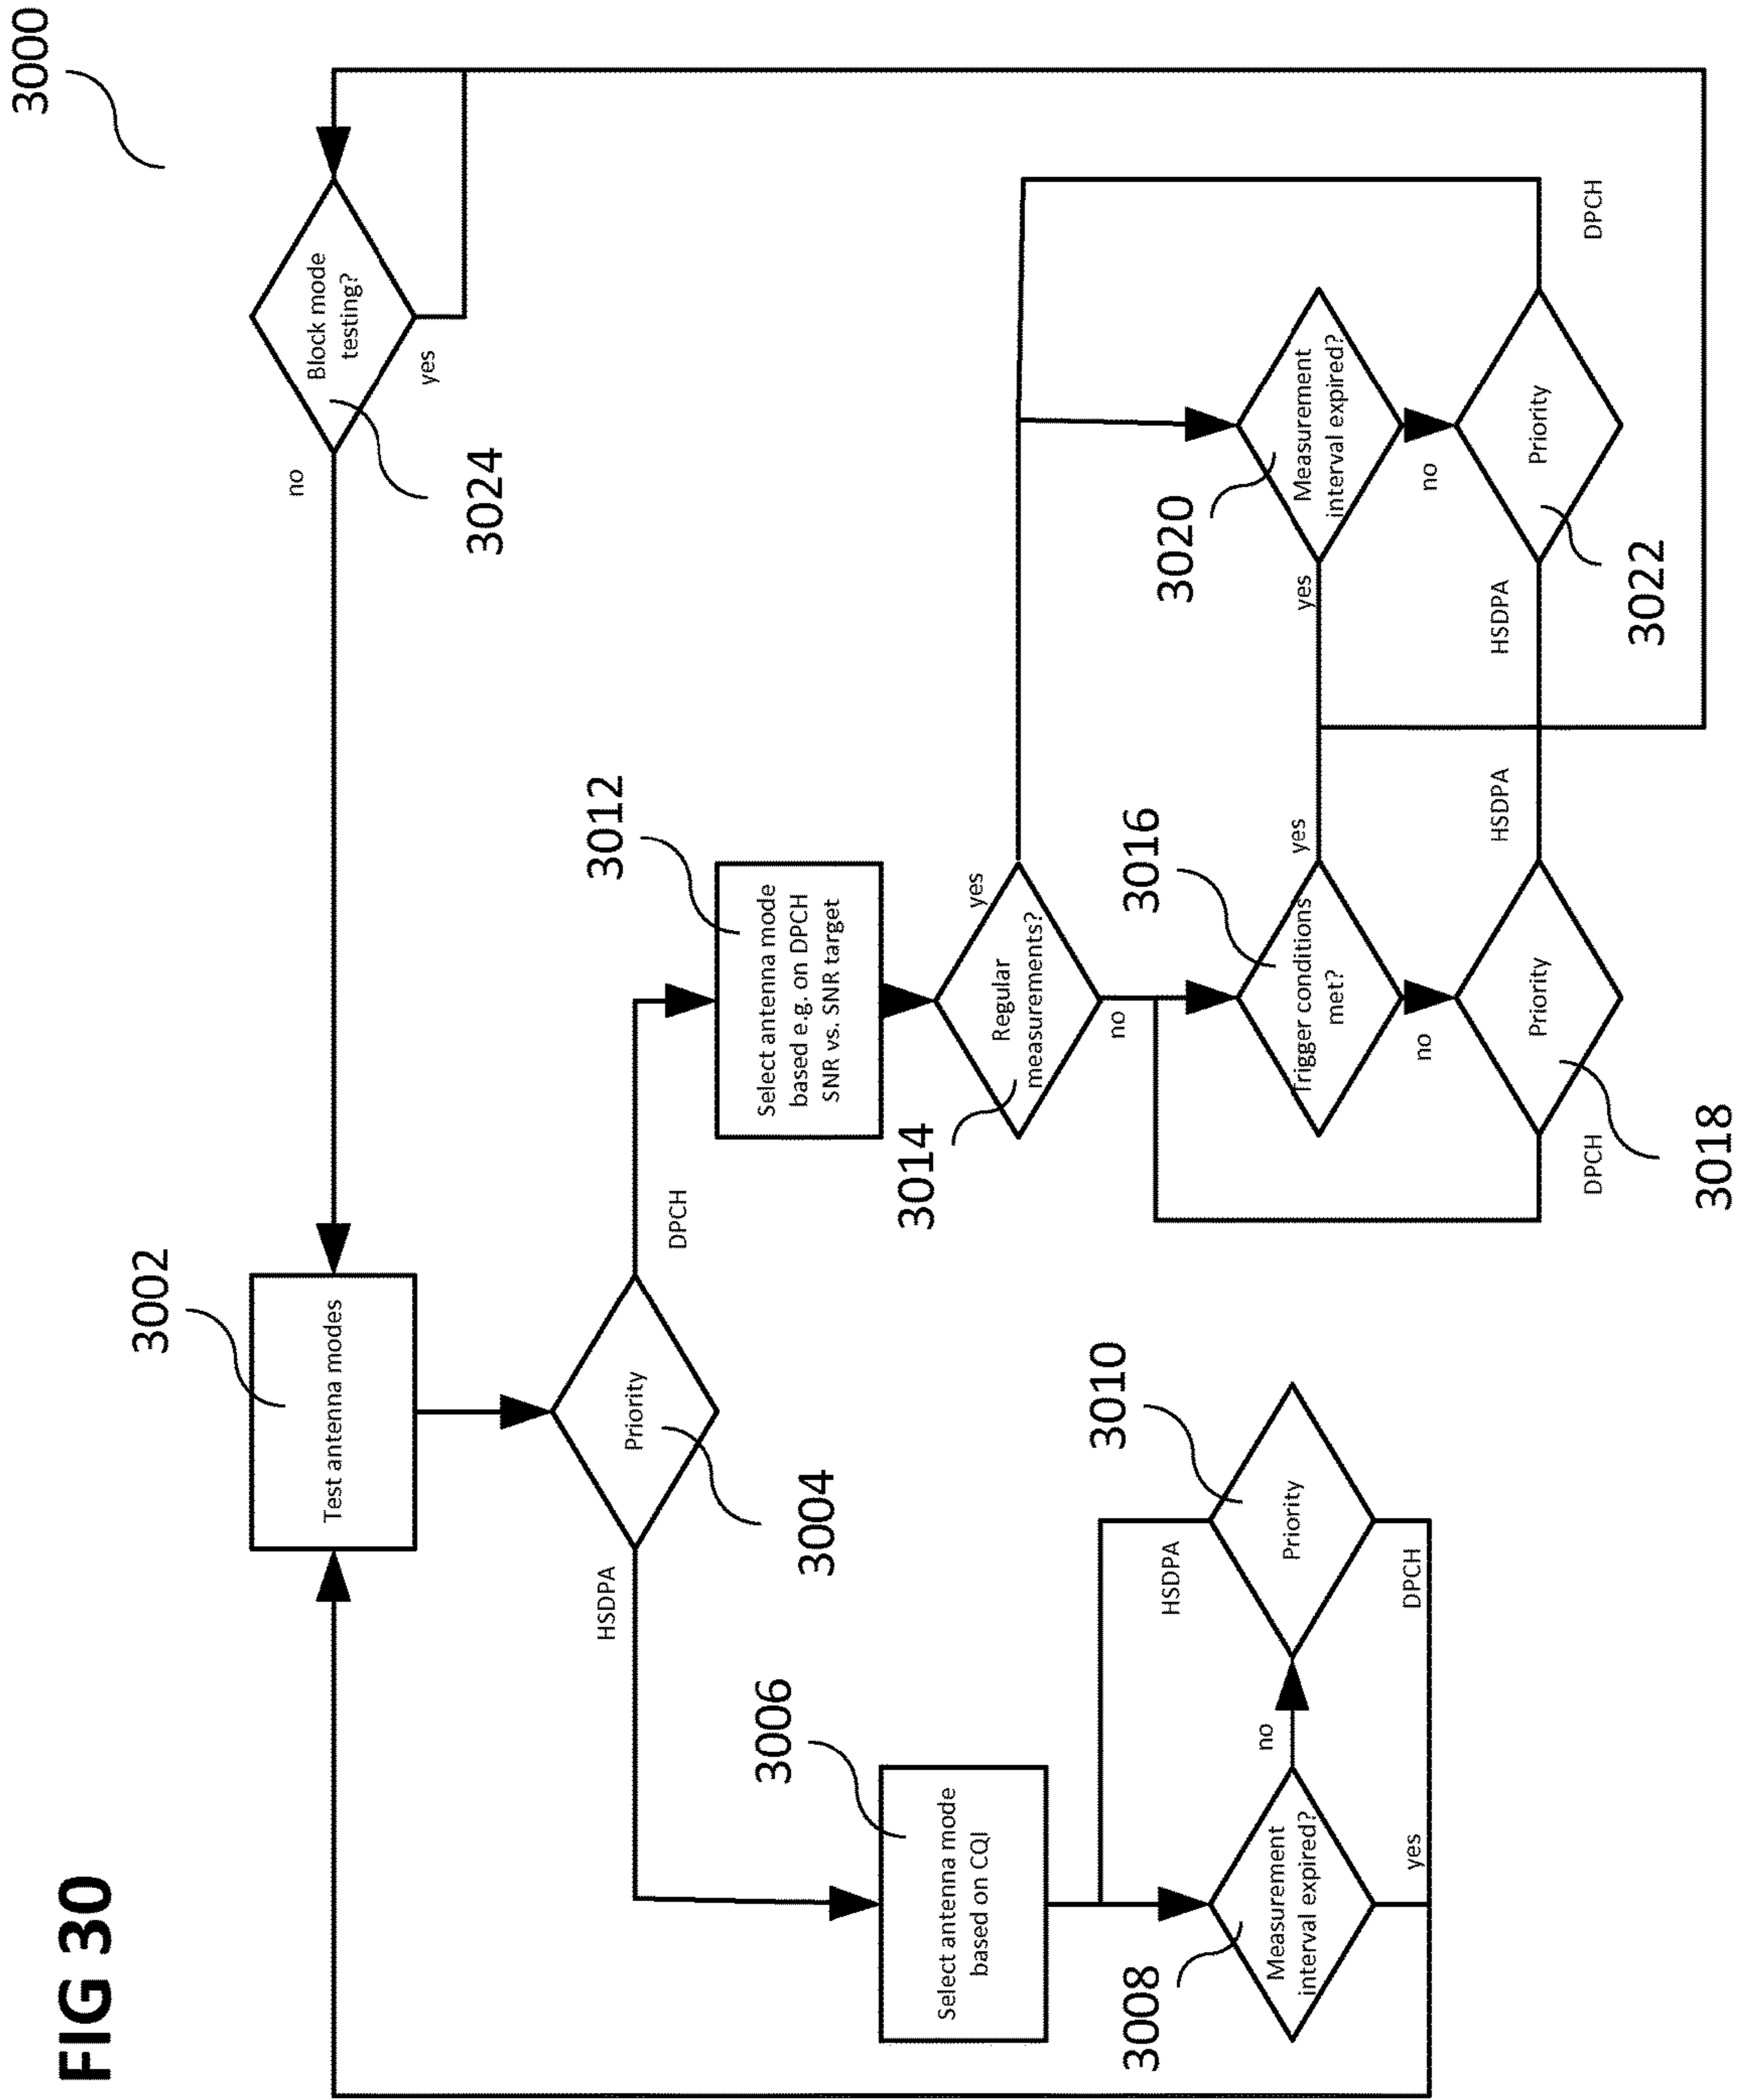 FIG 30
3000
3002
Test antenna modes
Block mode
testing?
yes
no
3024
HSDPA
Priority
DPCH
3004
3006
Select antenna mode
based on CQI
3012
Select antenna mode
based e.g. on DPCH
SNR vs. SNR target
3014
Regular
measurements?
yes
no
3008
Measurement
interval expired?
no
yes
3010
Priority
HSDPA
DPCH
3016
Trigger conditions
met?
yes
no
3020
Measurement
interval expired?
yes
no
3018
Priority
DPCH
HSDPA
3022
Priority
HSDPA
DPCH